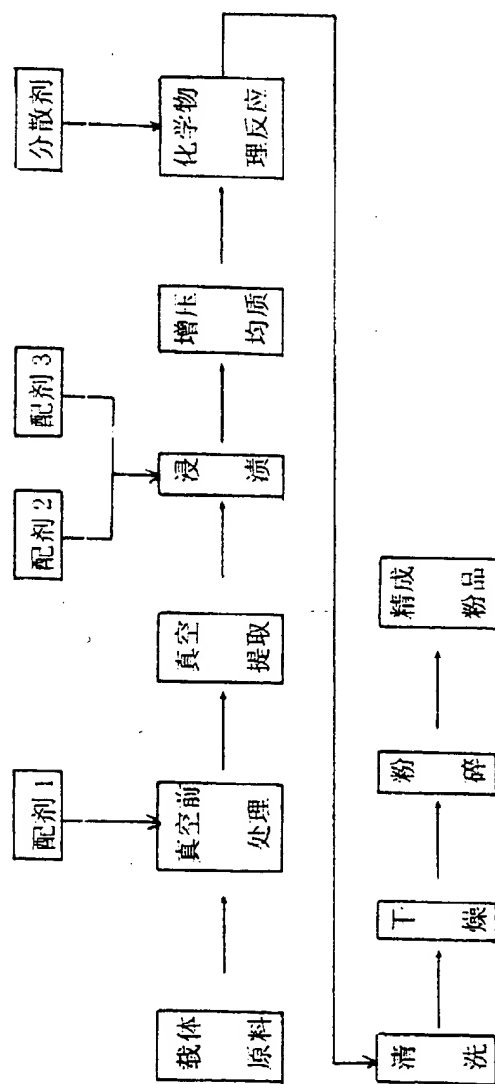 配剂1
配剂2
配剂3
分散剂
载体
原料
真空前
处理
真空
提取
浸
渍
增压
均质
化学物
理反应
清
洗
干
燥
粉
碎
精成
粉品